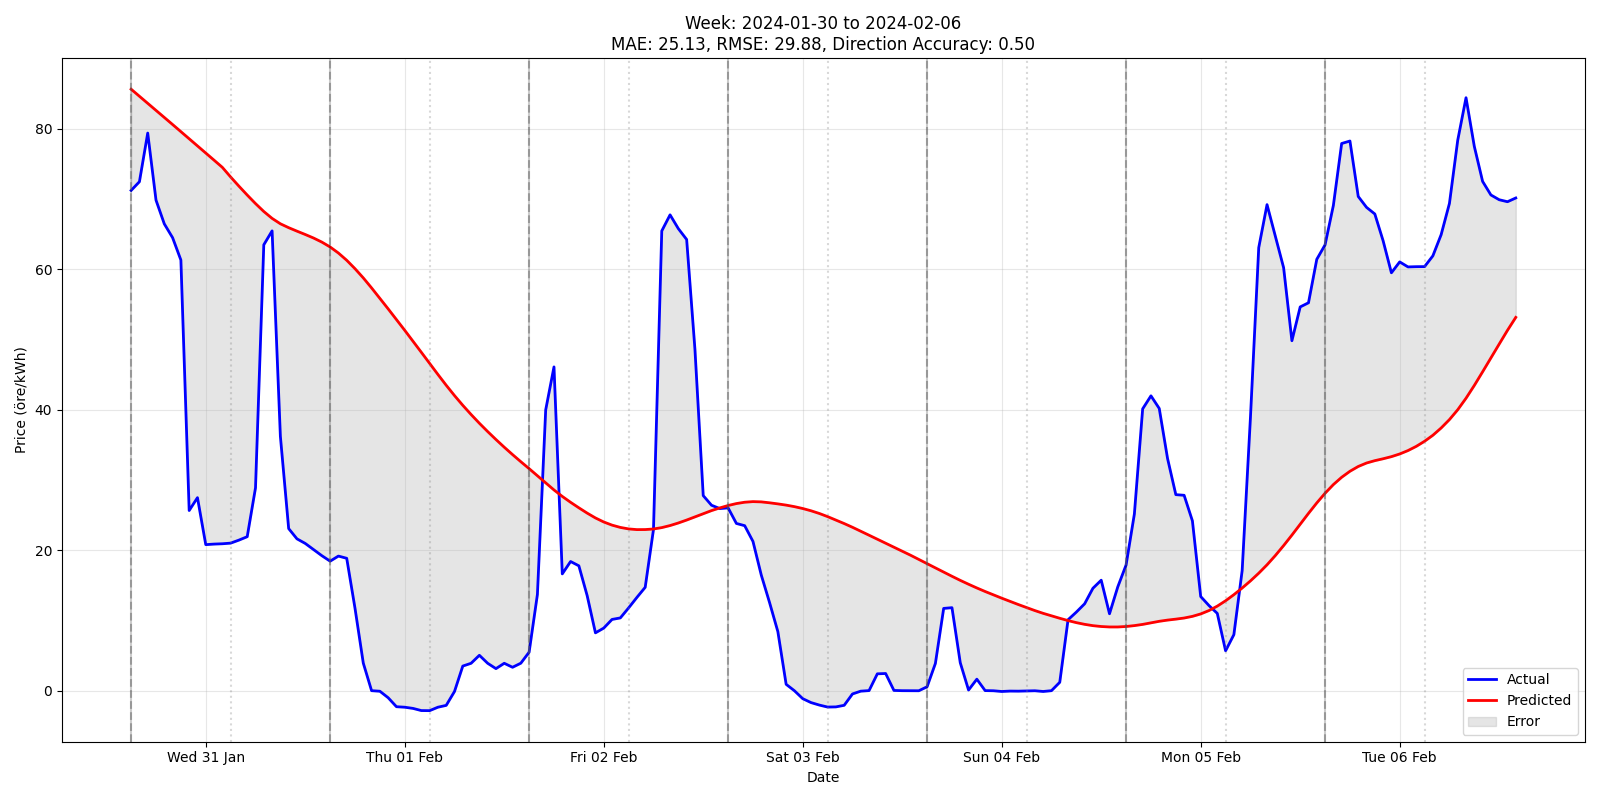 Week: 2024-01-30 to 2024-02-06
MAE: 25.13, RMSE: 29.88, Direction Accuracy: 0.50
Price (öre/kWh)
80
60
40
20
0
Wed 31 Jan
Thu 01 Feb
Fri 02 Feb
Sat 03 Feb
Sun 04 Feb
Mon 05 Feb
Tue 06 Feb
Date
Actual
Predicted
Error